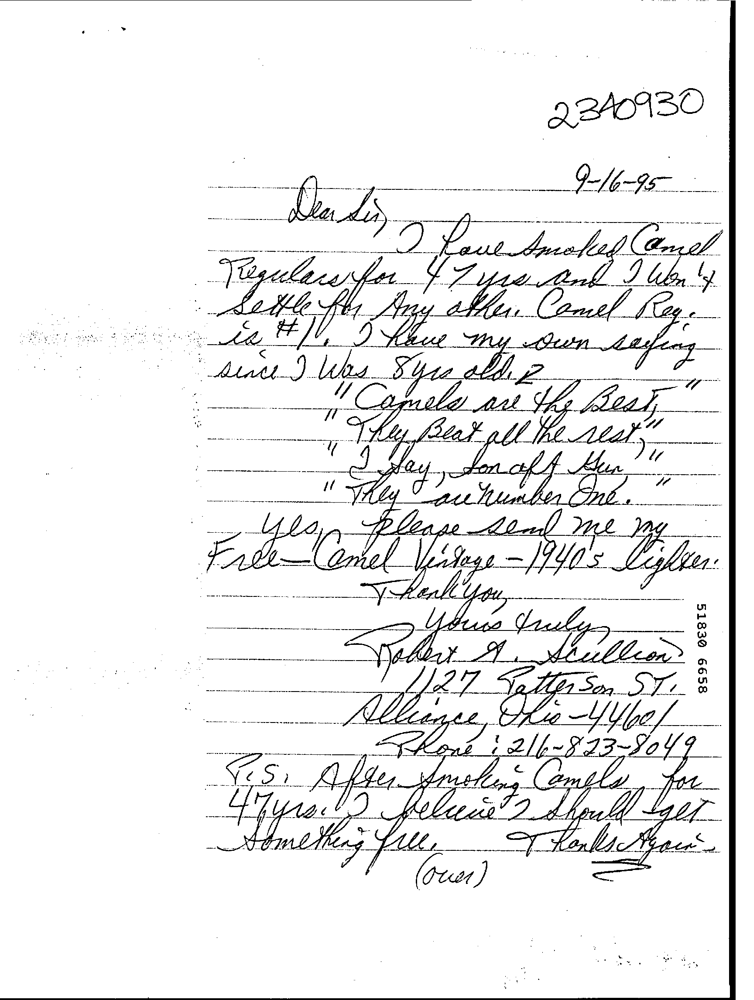 2340930
9-16-95
Dear Sir,
I have smoked Camel
Regulars for 47 yrs and I Won't
Settle for Any other. Camel Reg.
is #1. I have my own saying
since I Was 8 yrs old.
"Camels are the Best,"
"They Beat all the rest,"
"I Say, Son of A Gun,"
"They are number One."
Yes, please send me my
Free-Camel Vintage-1940's lighter.
Thank you,
Yours truly,
Robert A. Scullion
1127 Patterson ST.
Alliance, Ohio-44601
Phone: 216-823-8049
P.S. After Smoking Camels for
47 yrs. I believe I should get
Something free. Thanks Again-
(over)
51830 6658